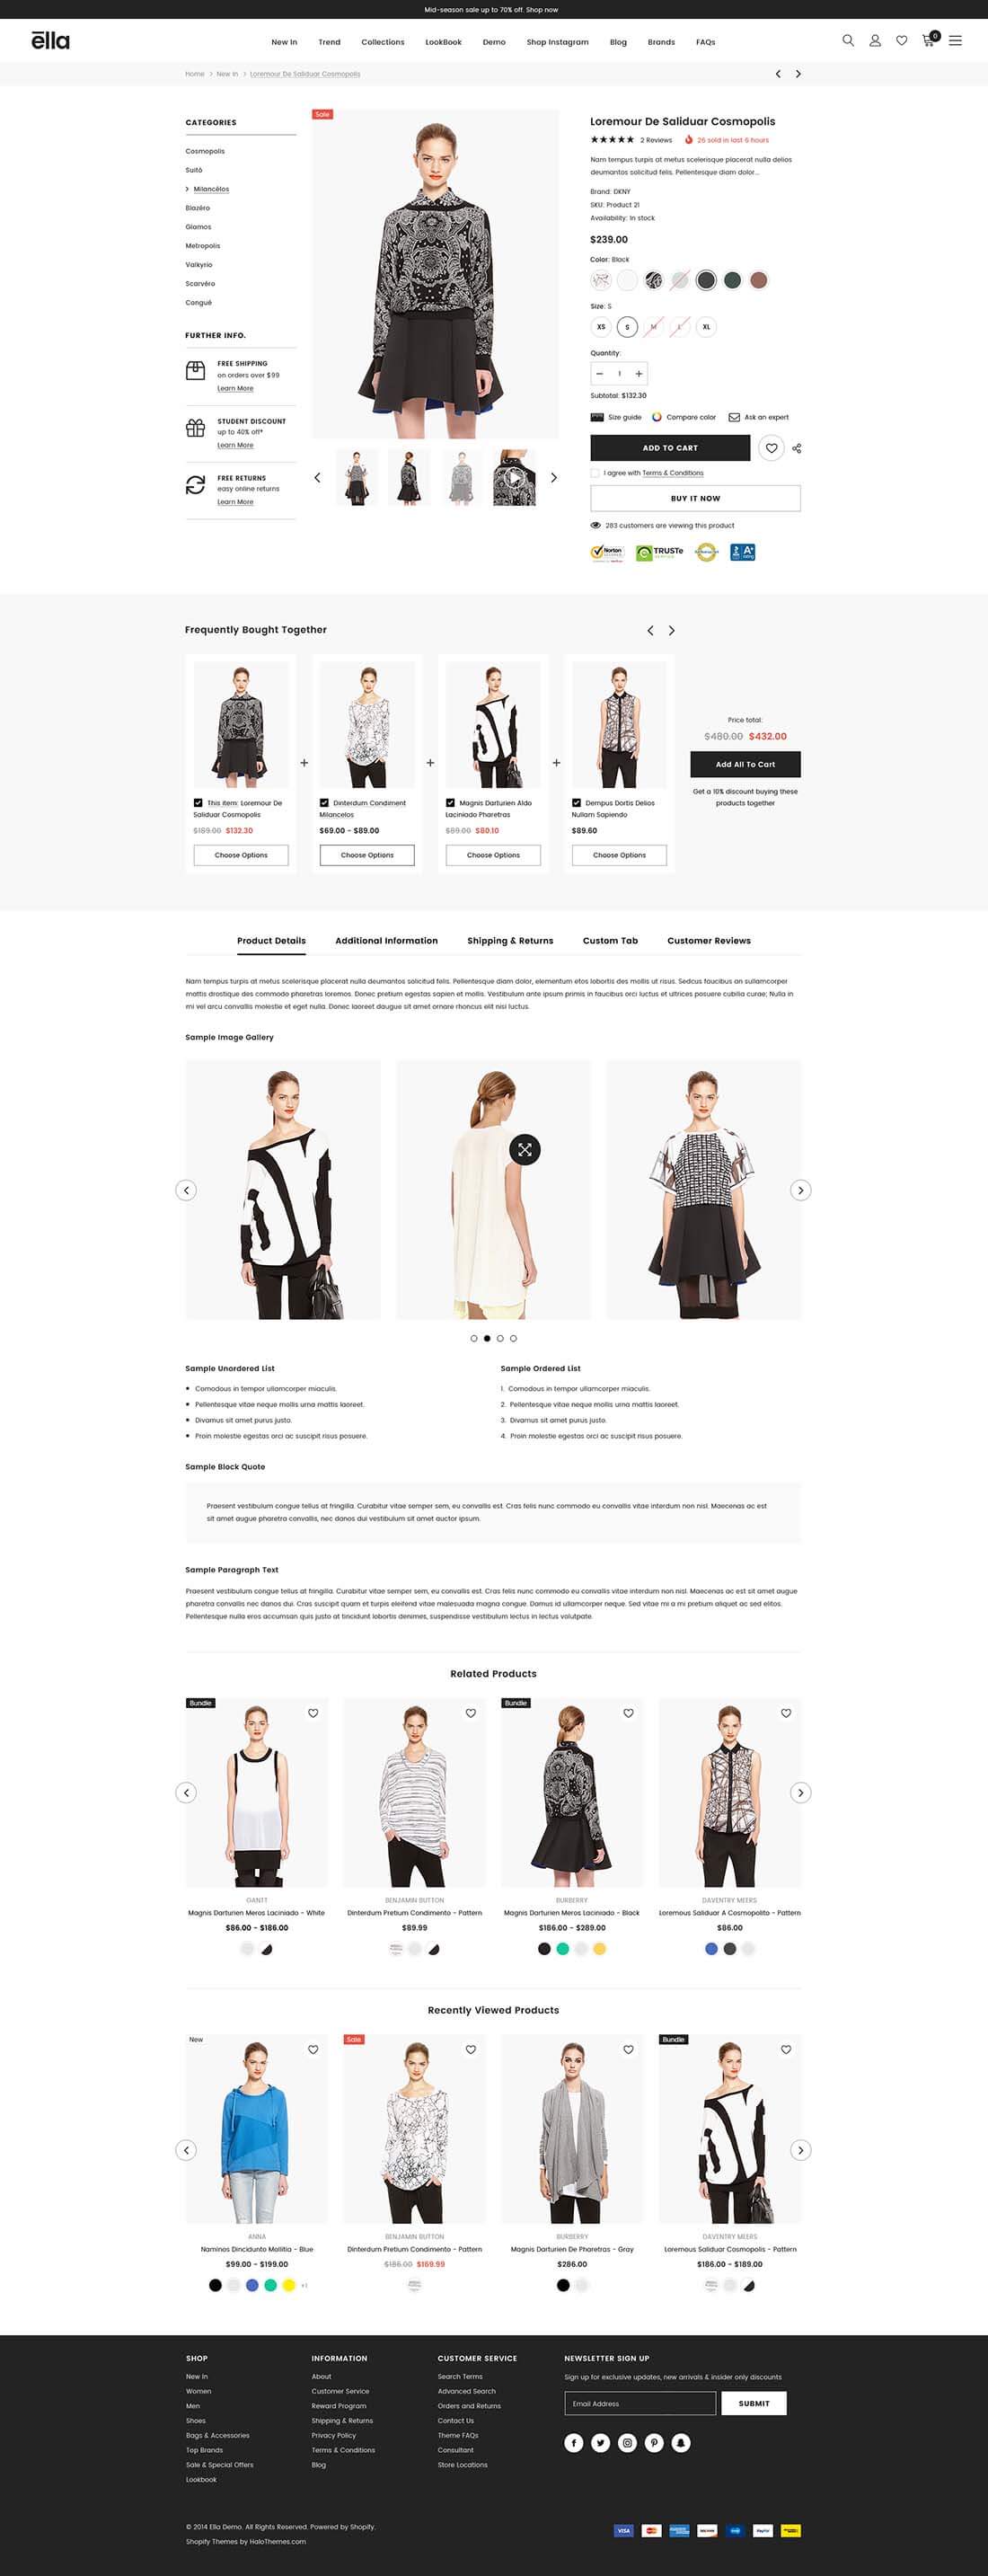 Mid-season sale up to 70% off. Shop now
ēlla
New In Trend Collections LookBook Demo Shop Instagram Blog Brands FAQs
0
Home > New In > Loremour De Saliduar Cosmopolis
CATEGORIES
Cosmopolis
Suitó
> Milancélos
Blazéro
Glamos
Metropolis
Valkyrio
Scarvéro
Congué
FURTHER INFO.
FREE SHIPPING
on orders over $99
Learn More
STUDENT DISCOUNT
up to 40% off*
Learn More
FREE RETURNS
easy online returns
Learn More
Sale
Loremour De Saliduar Cosmopolis
2 Reviews 26 sold in last 6 hours
Nam tempus turpis at metus scelerisque placerat nulla delios
deumantos solicitud felis. Pellentesque diam dolor...
Brand: DKNY
SKU: Product 21
Availability: In stock
$239.00
Color: Black
Size: S
XS S M L XL
Quantity:
− 1 +
Subtotal: $132.30
Size guide Compare color Ask an expert
ADD TO CART
I agree with Terms & Conditions
BUY IT NOW
283 customers are viewing this product
Norton
TRUSTe
A+
Frequently Bought Together
This item: Loremour De
Saliduar Cosmopolis
$189.00 $132.30
Choose Options
+
Dinterdum Condiment
Milancelos
$69.00 - $89.00
Choose Options
+
Magnis Darturien Aldo
Laciniado Pharetras
$89.00 $80.10
Choose Options
+
Dempus Dorbis Delios
Nullam Sapiendo
$89.60
Choose Options
Price total:
$480.00 $432.00
Add All To Cart
Get a 10% discount buying these
products together
Product Details Additional Information Shipping & Returns Custom Tab Customer Reviews
Nam tempus turpis at metus scelerisque placerat nulla deumantos solicitud felis. Pellentesque diam dolor, elementum etos lobortis des mollis ut risus. Sedcus faucibus an sullamcorper
mattis drostique des commodo pharetras loremos. Donec pretium egestas sapien et mollis. Vestibulum ante ipsum primis in faucibus orci luctus et ultrices posuere cubilia curae; Nulla in
mi vel arcu convallis molestie et eget nulla. Donec laoreet daugue sit amet ornare rhoncus elit nisi luctus.
Sample Image Gallery
Sample Unordered List
• Comodous in tempor ullamcorper miaculis.
• Pellentesque vitae neque mollis urna mattis laoreet.
• Divamus sit amet purus justo.
• Proin molestie egestas orci ac suscipit risus posuere.
Sample Ordered List
1. Comodous in tempor ullamcorper miaculis.
2. Pellentesque vitae neque mollis urna mattis laoreet.
3. Divamus sit amet purus justo.
4. Proin molestie egestas orci ac suscipit risus posuere.
Sample Block Quote
Praesent vestibulum congue tellus at fringilla. Curabitur vitae semper sem, eu convallis est. Cras felis nunc commodo eu convallis vitae interdum non nisl. Maecenas ac est
sit amet augue pharetra convallis, nec danos dui vestibulum sit amet auctor ipsum.
Sample Paragraph Text
Praesent vestibulum congue tellus at fringilla. Curabitur vitae semper sem, eu convallis est. Cras felis nunc commodo eu convallis vitae interdum non nisl. Maecenas ac est sit amet augue
pharetra convallis nec danos dui. Cras suscipit quam et turpis eleifend vitae malesuada magna congue. Damus id ullamcorper neque. Sed vitae mi a mi pretium aliquet ac sed elitos.
Pellentesque nulla eros accumsan quis justo at tincidunt lobortis denimes, suspendisse vestibulum lectus in lectus volutpate.
Related Products
Bundle
GANTT
Magnis Darturien Meros Laciniado - White
$86.00 - $186.00
BENJAMIN BUTTON
Dinterdum Pretium Condimento - Pattern
$89.99
Bundle
BURBERRY
Magnis Darturien Meros Laciniado - Black
$186.00 - $289.00
DAVENTRY MEERS
Loremous Saliduar A Cosmopolito - Pattern
$86.00
Recently Viewed Products
New
ANNA
Naminos Dincidunto Mollitia - Blue
$99.00 - $199.00
+1
Sale
BENJAMIN BUTTON
Dinterdum Pretium Condimento - Pattern
$186.00 $169.99
BURBERRY
Magnis Darturien De Pharetras - Gray
$286.00
Bundle
DAVENTRY MEERS
Loremous Saliduar Cosmopolis - Pattern
$186.00 - $189.00
SHOP
New In
Women
Men
Shoes
Bags & Accessories
Top Brands
Sale & Special Offers
Lookbook
INFORMATION
About
Customer Service
Reward Program
Shipping & Returns
Privacy Policy
Terms & Conditions
Blog
CUSTOMER SERVICE
Search Terms
Advanced Search
Orders and Returns
Contact Us
Theme FAQs
Consultant
Store Locations
NEWSLETTER SIGN UP
Sign up for exclusive updates, new arrivals & insider only discounts
Email Address SUBMIT
© 2014 Ella Demo. All Rights Reserved. Powered by Shopify.
Shopify Themes by HaloThemes.com
VISA
PayPal